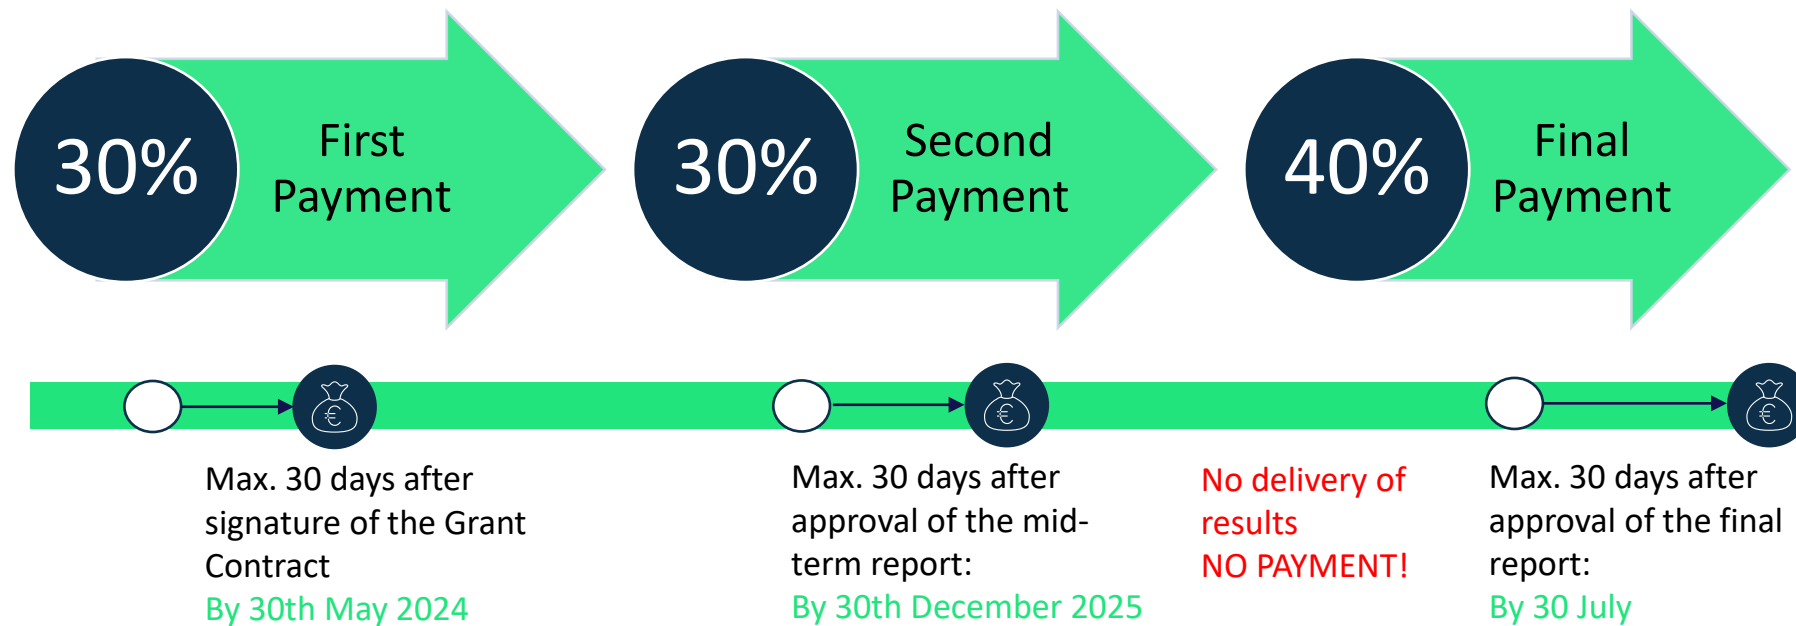 30%
First
Payment
30%
Second
Payment
40%
Final
Payment
€
€
€
Max. 30 days after
signature of the Grant
Contract
By 30th May 2024
Max. 30 days after
approval of the mid-
term report:
By 30th December 2025
No delivery of
results
NO PAYMENT!
Max. 30 days after
approval of the final
report:
By 30 July